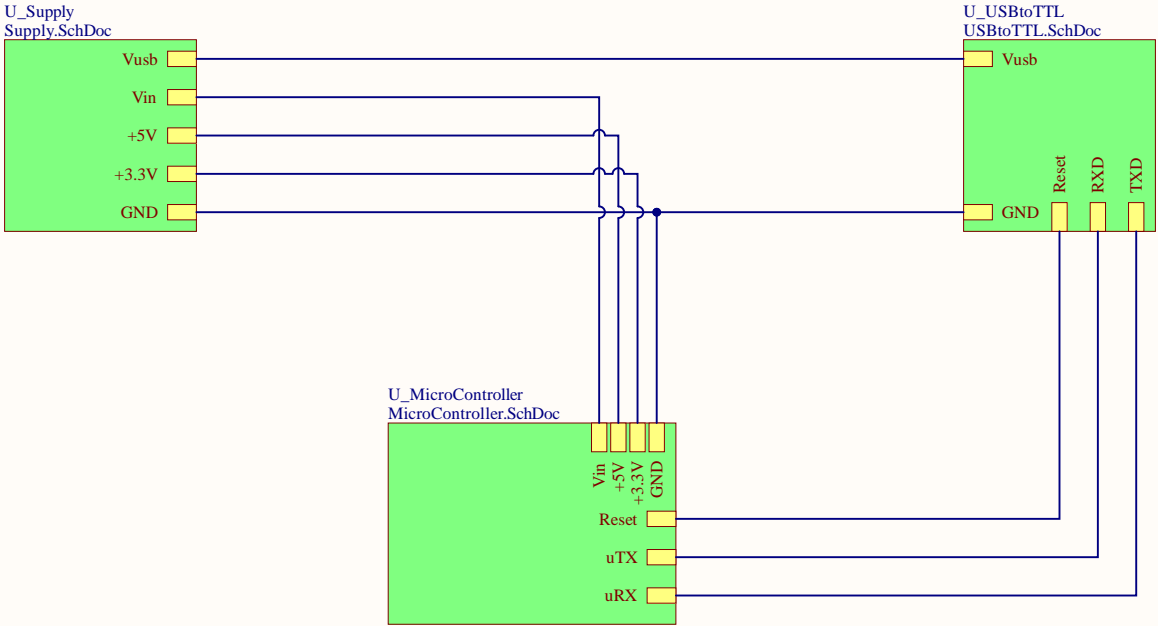 U_Supply
Supply.SchDoc
Vusb
Vin
+5V
+3.3V
GND
U_USBtoTTL
USBtoTTL.SchDoc
Vusb
GND
Reset
RXD
TXD
U_MicroController
MicroController.SchDoc
Vin
+5V
+3.3V
GND
Reset
uTX
uRX